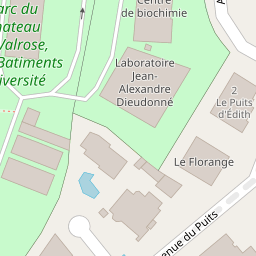 Centre
de biochimie
arc du
hateau
Valrose,
Batiments
iversité
Laboratoire
Jean-
Alexandre
Dieudonné
2
Le Puits
d'Édith
Le Florange
enue du Puits
A